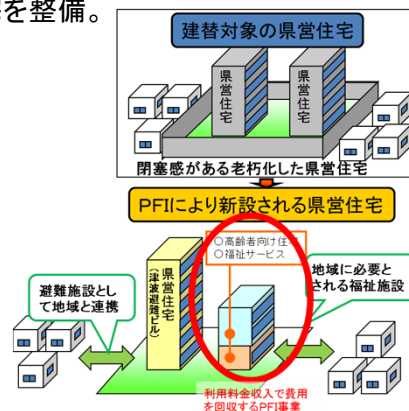 を整備。
建替対象の県営住宅
県営住宅
県営住宅
閉塞感がある老朽化した県営住宅
PFIにより新設される県営住宅
○高齢者向け住
○福祉サービス
避難施設とし
て地域と連携
県営住宅
(津波避難ビル)
地域に必要と
される福祉施設
利用料金収入で費用
を回収するPFI事業